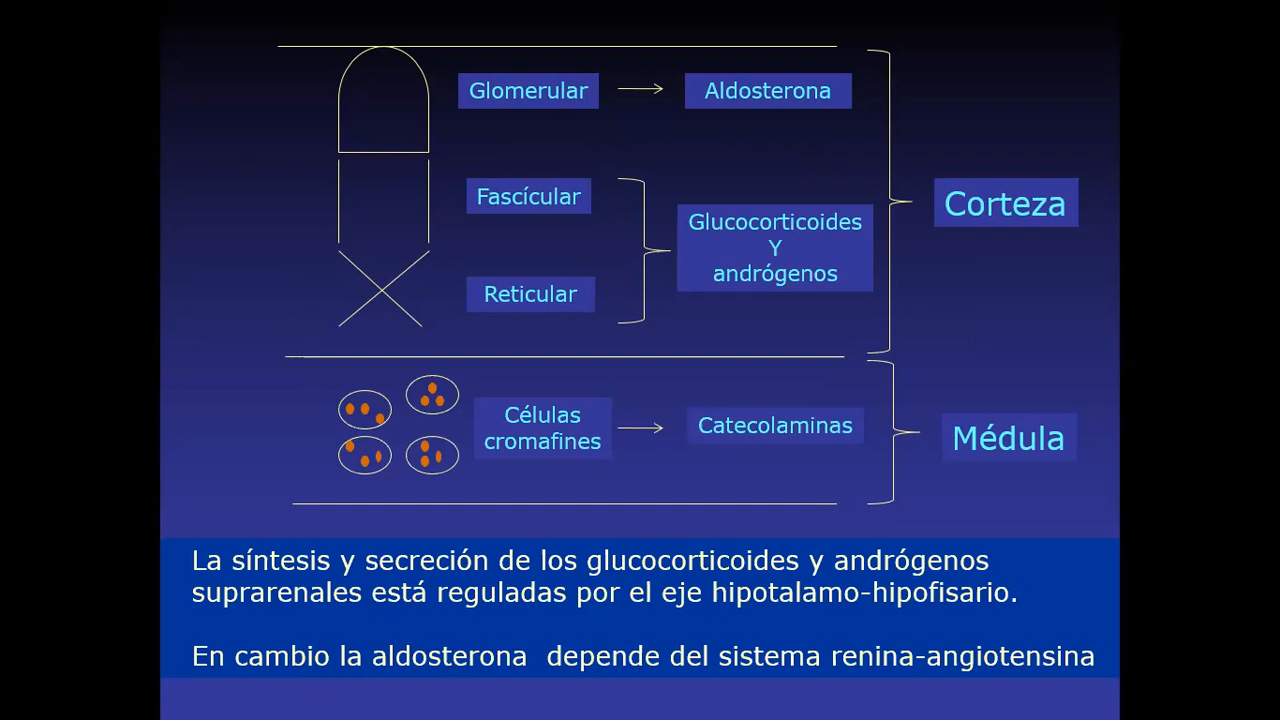 Glomerular
Aldosterona
Fascícular
Glucocorticoides
Y
andrógenos
Corteza
Reticular
Células
cromafines
Catecolaminas
Médula
La síntesis y secreción de los glucocorticoides y andrógenos
suprarenales está reguladas por el eje hipotalamo-hipofisario.
En cambio la aldosterona depende del sistema renina-angiotensina